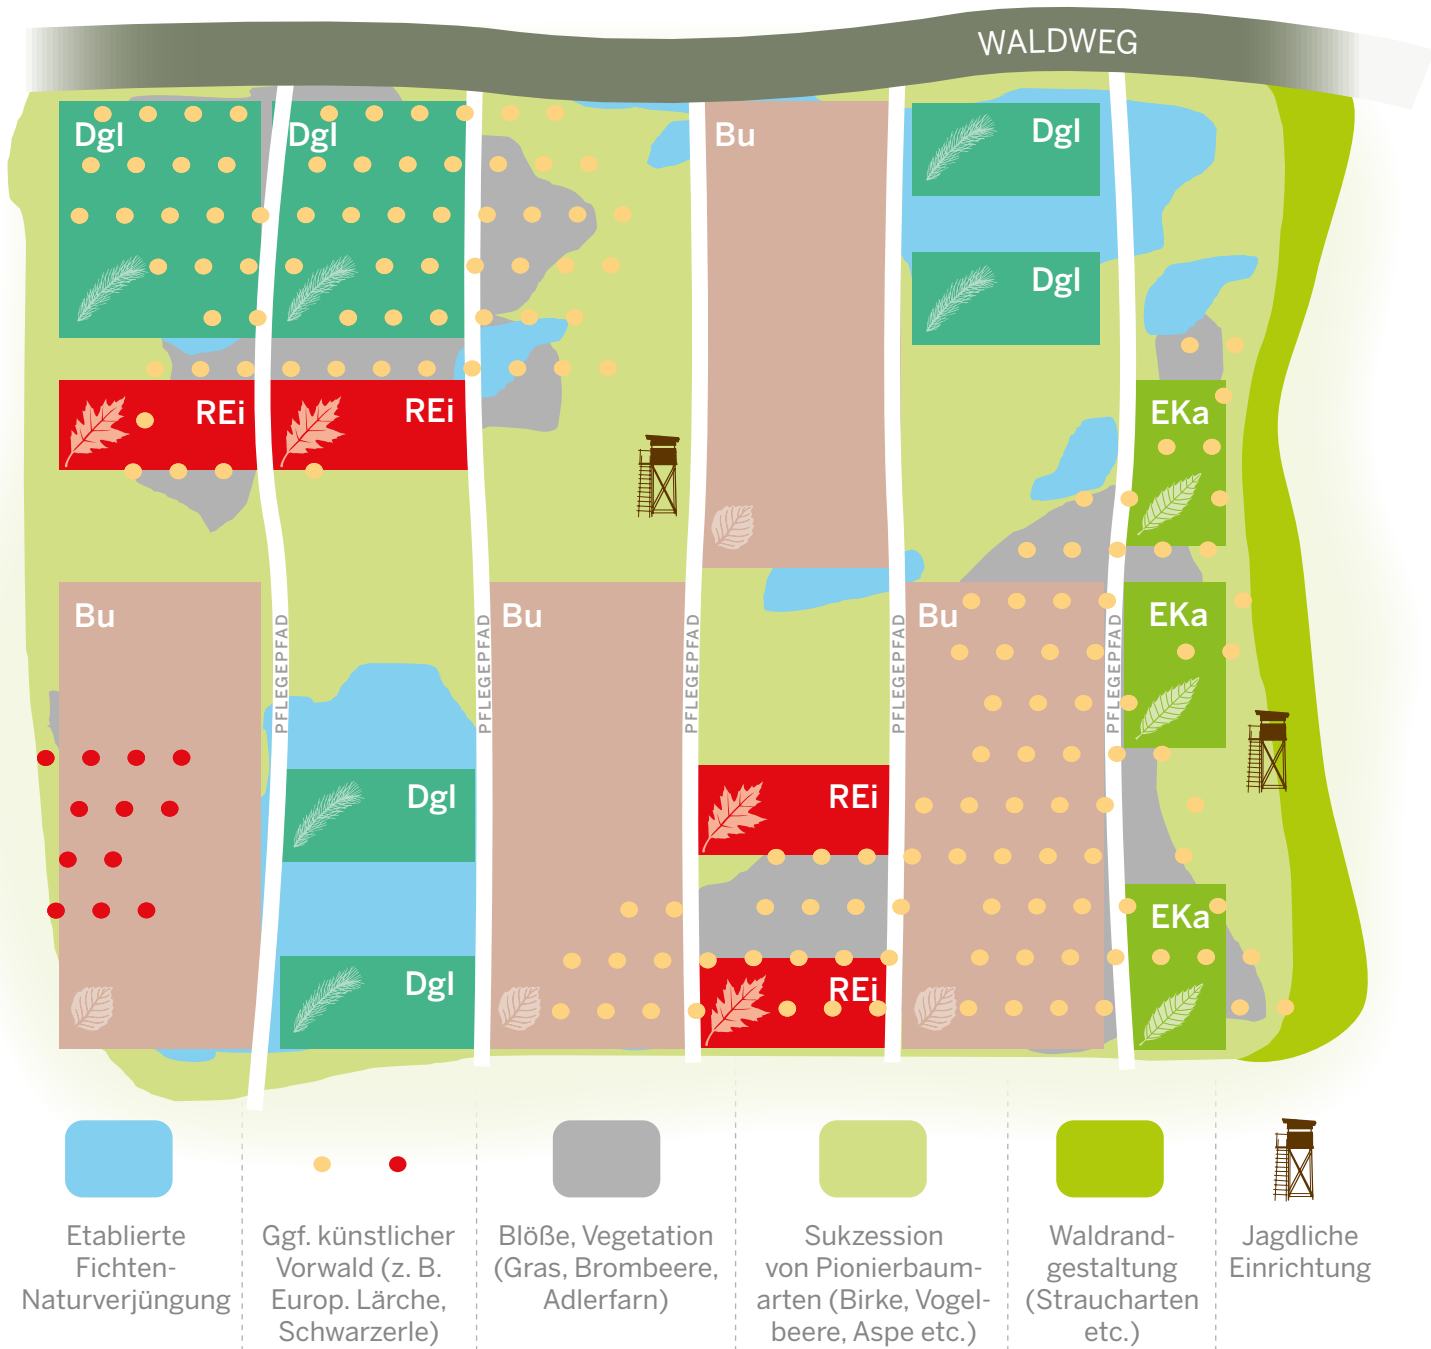 WALDWEG
Dgl
Dgl
Bu
Dgl
Dgl
REi
REi
EKa
Bu
Bu
Bu
EKa
PFLEGEPFAD
PFLEGEPFAD
PFLEGEPFAD
PFLEGEPFAD
PFLEGEPFAD
Dgl
REi
EKa
Dgl
REi
Etablierte
Fichten-
Naturverjüngung
Ggf. künstlicher
Vorwald (z. B.
Europ. Lärche,
Schwarzerle)
Blöße, Vegetation
(Gras, Brombeere,
Adlerfarn)
Sukzession
von Pionierbaum-
arten (Birke, Vogel-
beere, Aspe etc.)
Waldrand-
gestaltung
(Straucharten
etc.)
Jagdliche
Einrichtung